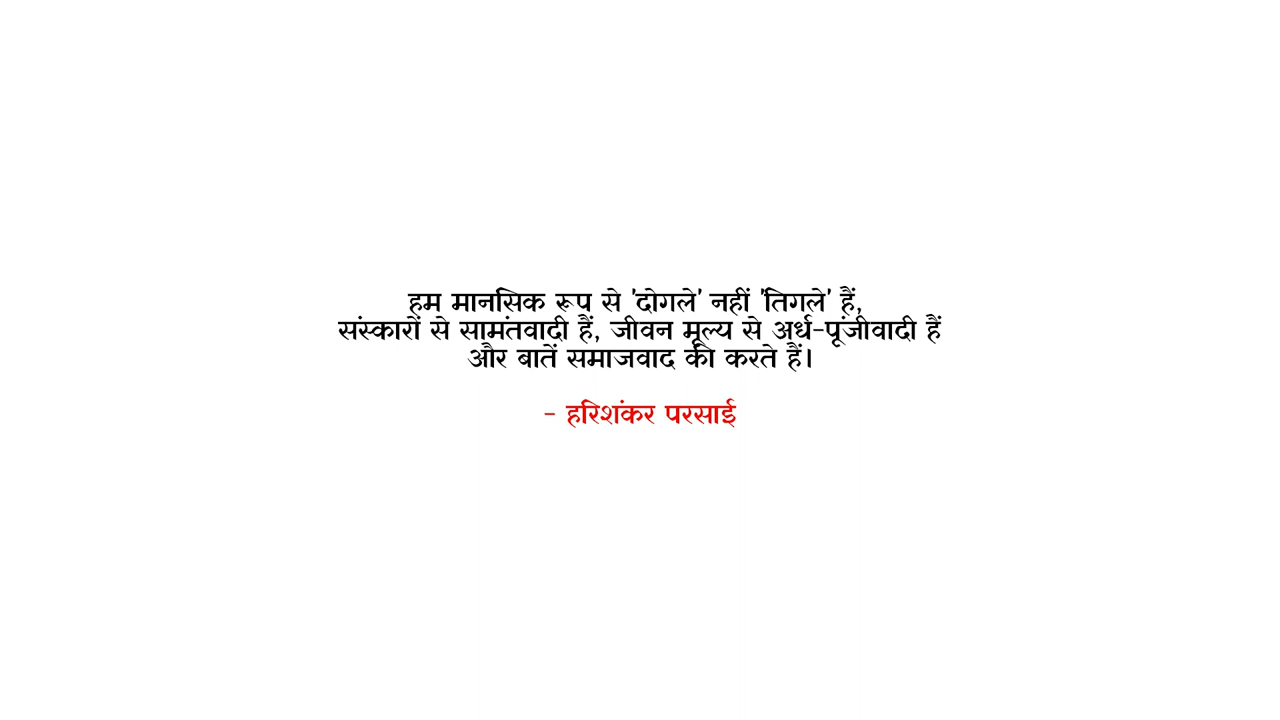 हम मानसिक रूप से 'दोगले' नहीं 'तिगले' हैं,
संस्कारों से सामंतवादी हैं, जीवन मूल्य से अर्ध-पूंजीवादी हैं
और बातें समाजवाद की करते हैं।
- हरिशंकर परसाई